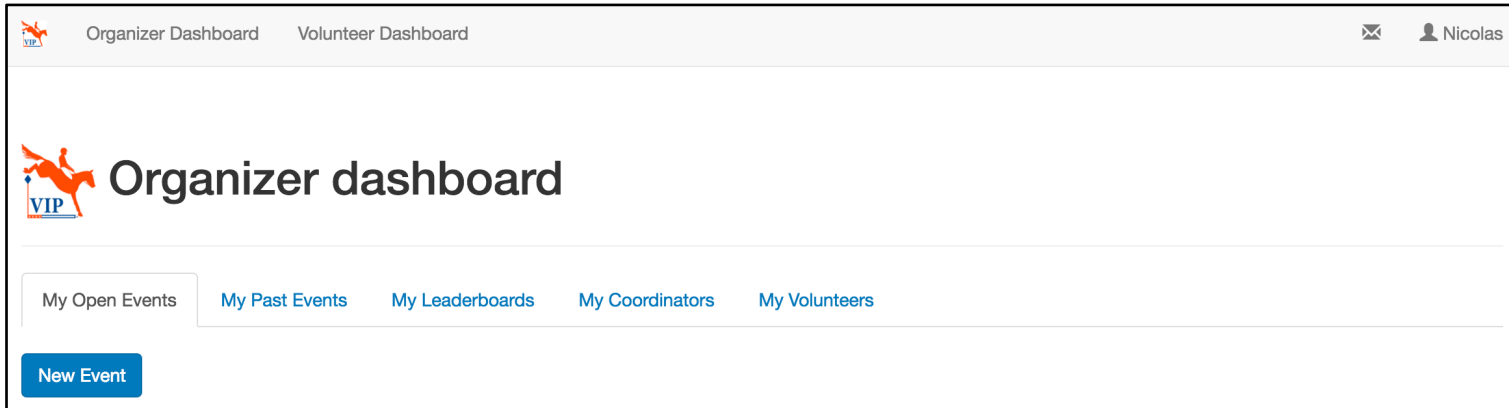 VIP Organizer Dashboard Volunteer Dashboard Nicolas
VIP Organizer dashboard
My Open Events My Past Events My Leaderboards My Coordinators My Volunteers
New Event